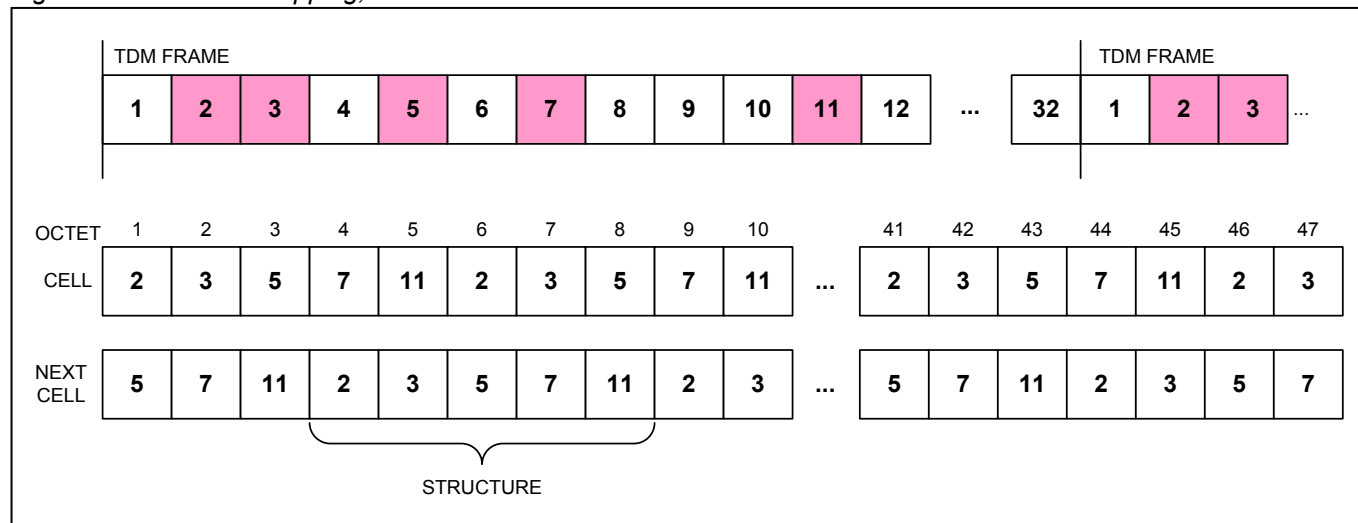 TDM FRAME TDM FRAME
1 2 3 4 5 6 7 8 9 10 11 12 ... 32 1 2 3 ...
OCTET 1 2 3 4 5 6 7 8 9 10 41 42 43 44 45 46 47
CELL 2 3 5 7 11 2 3 5 7 11 ... 2 3 5 7 11 2 3
NEXT
CELL 5 7 11 2 3 5 7 11 2 3 ... 5 7 11 2 3 5 7
STRUCTURE